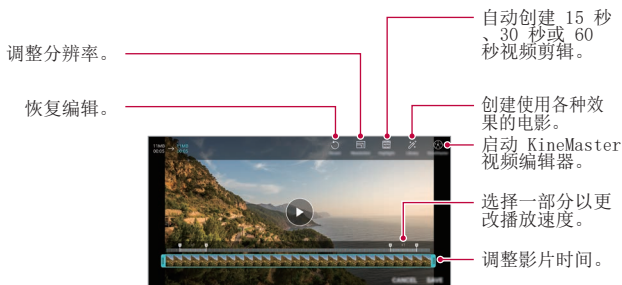 调整分辨率。
恢复编辑。
自动创建 15 秒
、30 秒或 60
秒视频剪辑。
创建使用各种效
果的电影。
启动 KineMaster
视频编辑器。
选择一部分以更
改播放速度。
调整影片时间。
CANCEL SAVE